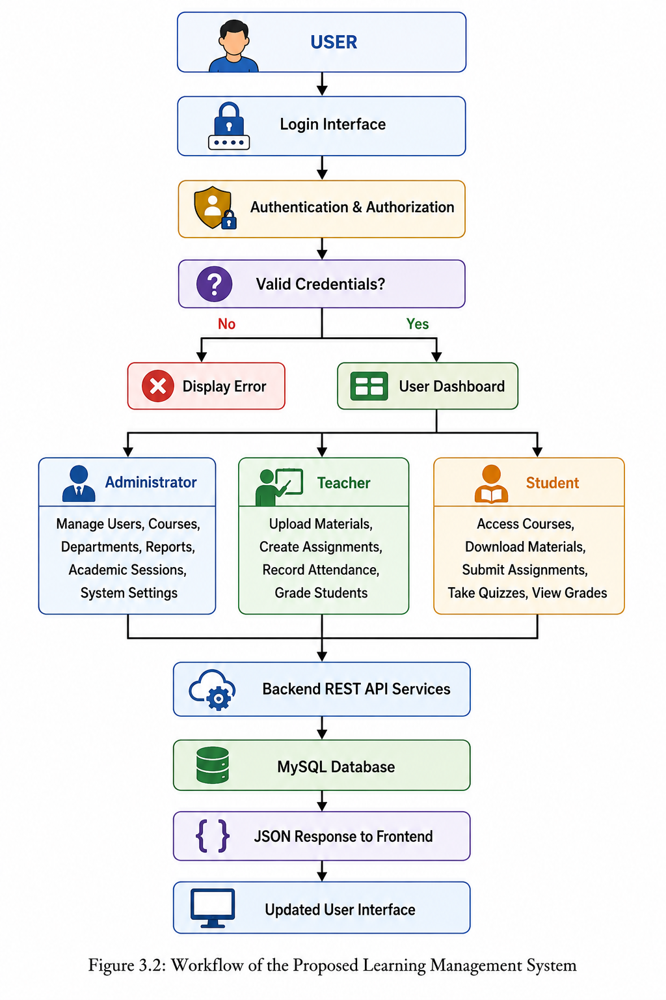 USER
Login Interface
Authentication & Authorization
Valid Credentials?
No
Yes
Display Error
User Dashboard
Administrator
Manage Users, Courses,
Departments, Reports,
Academic Sessions,
System Settings
Teacher
Upload Materials,
Create Assignments,
Record Attendance,
Grade Students
Student
Access Courses,
Download Materials,
Submit Assignments,
Take Quizzes, View Grades
Backend REST API Services
MySQL Database
{ }
JSON Response to Frontend
Updated User Interface
Figure 3.2: Workflow of the Proposed Learning Management System